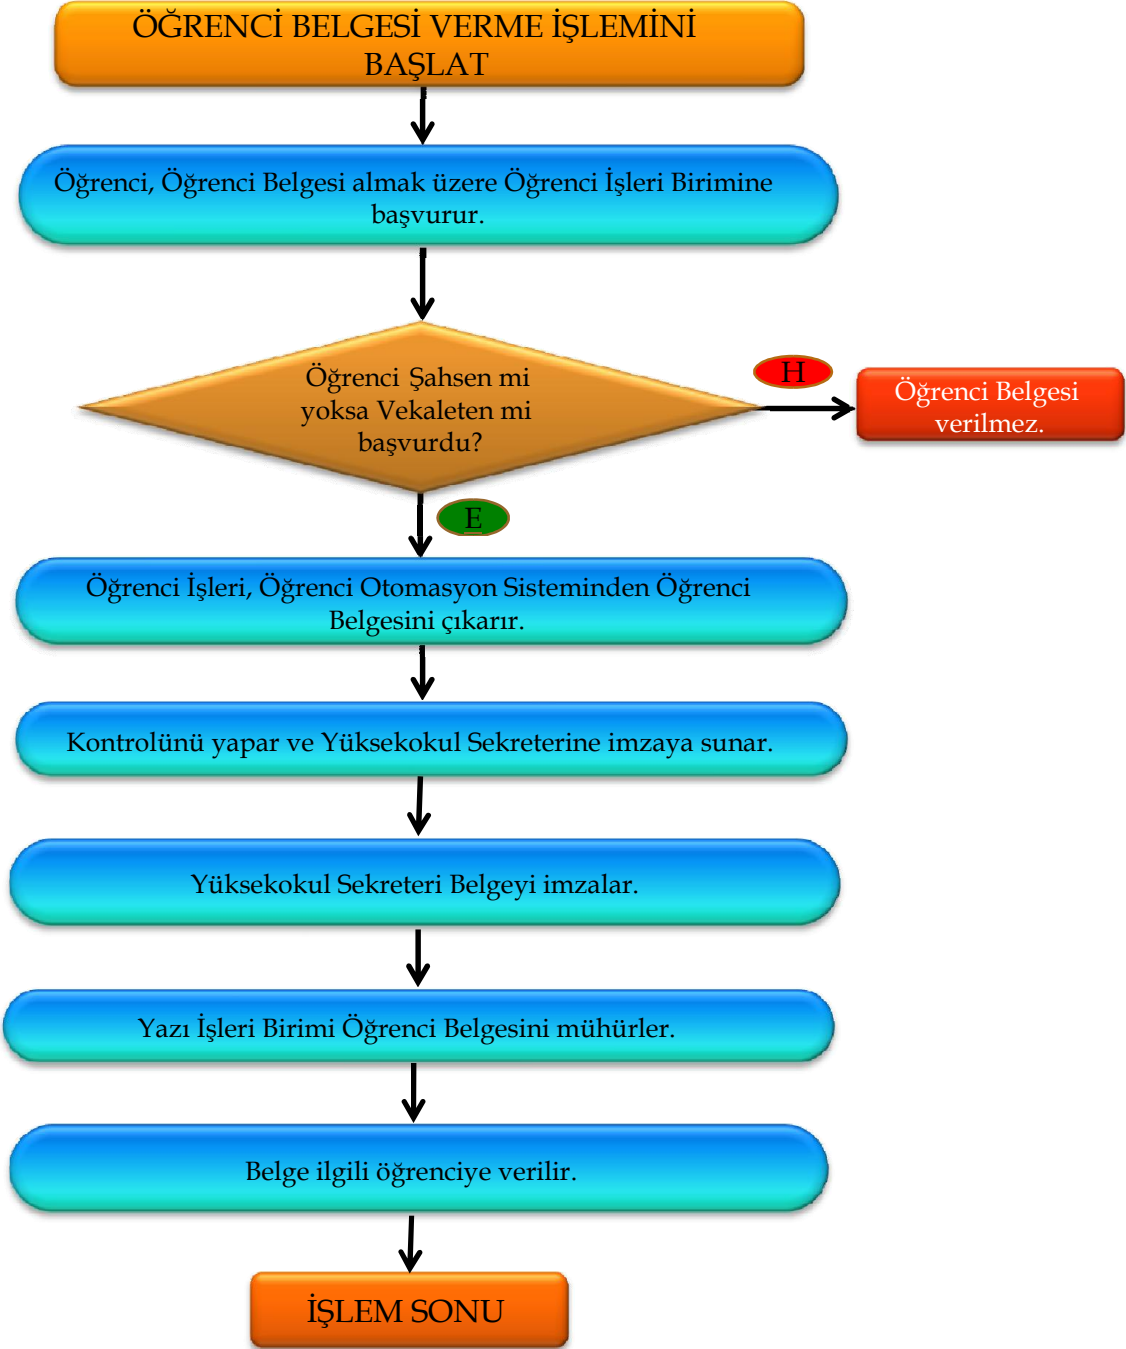 ÖĞRENCİ BELGESİ VERME İŞLEMİNİ
BAŞLAT
Öğrenci, Öğrenci Belgesi almak üzere Öğrenci İşleri Birimine
başvurur.
Öğrenci Şahsen mi
yoksa Vekaleten mi
başvurdu?
H
Öğrenci Belgesi
verilmez.
E
Öğrenci İşleri, Öğrenci Otomasyon Sisteminden Öğrenci
Belgesini çıkarır.
Kontrolünü yapar ve Yüksekokul Sekreterine imzaya sunar.
Yüksekokul Sekreteri Belgeyi imzalar.
Yazı İşleri Birimi Öğrenci Belgesini mühürler.
Belge ilgili öğrenciye verilir.
İŞLEM SONU